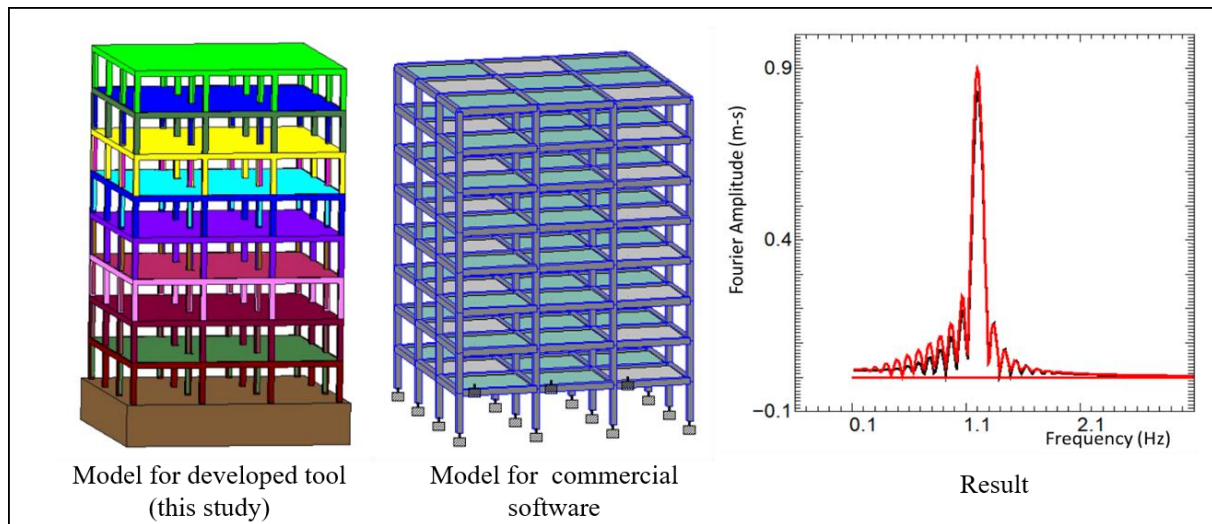 0.9
0.4
−0.1
Fourier Amplitude (m-s)
0.1
1.1
2.1
Frequency (Hz)
Model for developed tool
(this study)
Model for commercial
software
Result